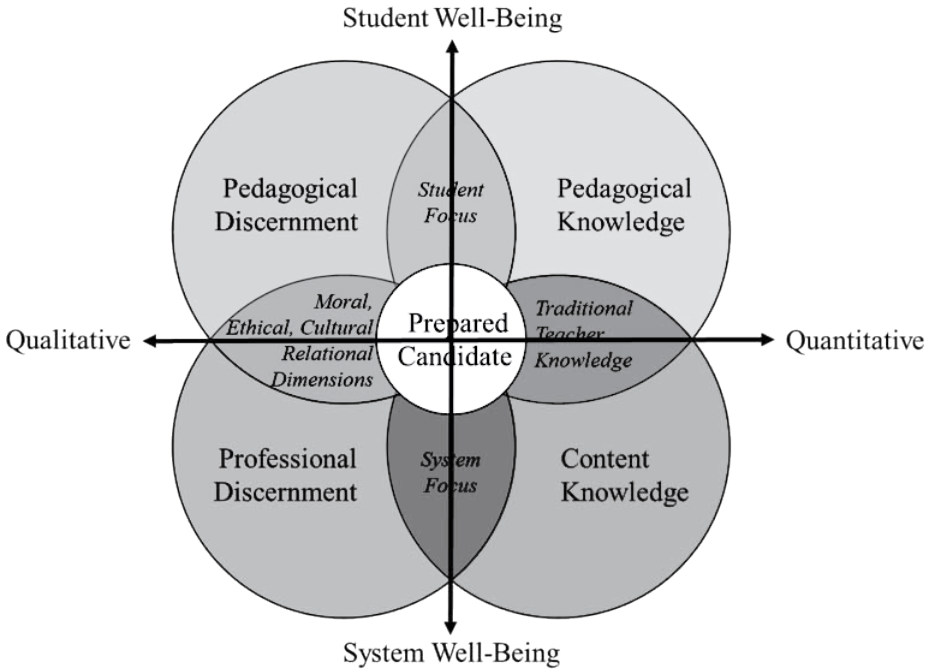 Student Well-Being
Pedagogical
Discernment
Student
Focus
Pedagogical
Knowledge
Moral,
Ethical, Cultural
Relational
Dimensions
Prepared
Candidate
Traditional
Teacher
Knowledge
Qualitative
Quantitative
Professional
Discernment
System
Focus
Content
Knowledge
System Well-Being